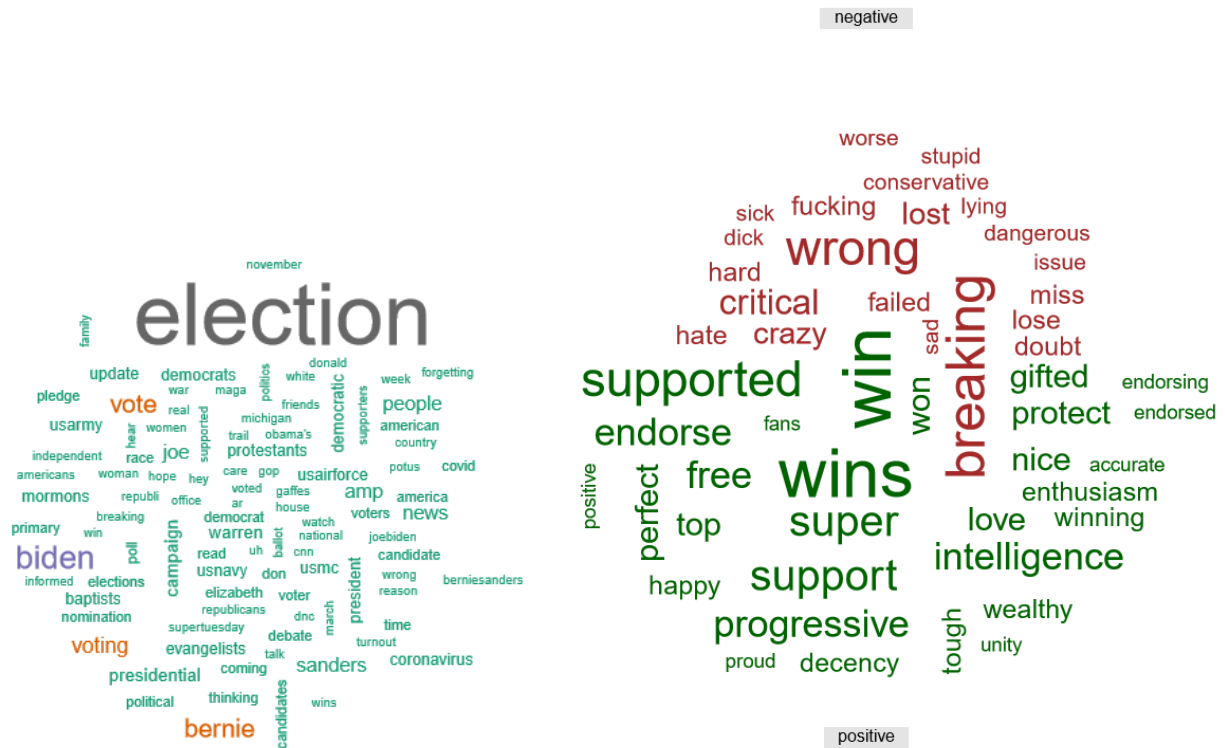 negative
worse
stupid
conservative
sick fucking lost lying
dick wrong dangerous
hard issue
critical failed miss
hate crazy sad breaking lose
doubt
supported win won gifted endorsing
endorse fans protect endorsed
positive perfect free wins nice accurate
enthusiasm
top super love winning
happy support intelligence
progressive tough wealthy
proud decency unity
positive
november
election
family
donald
update democrats politios white week forgetting
pledge war maga democratic supporters
vote real friends people
usarmy hear women supported michigan american
joe trail obama's country
independent race protestants
americans woman hope hey care gop usairforce potus covid
mormons republi office voted gaffes amp america
breaking ar house voters news
primary win democrat watch
poll campaign warren ballot national joebiden
biden read uh cnn president candidate
usnavy don usmc wrong berniesanders
informed elections elizabeth voter reason
baptists republicans march
nomination dnc time
supertuesday debate turnout
voting evangelists talk
coming sanders coronavirus
presidential
political thinking candidates wins
bernie